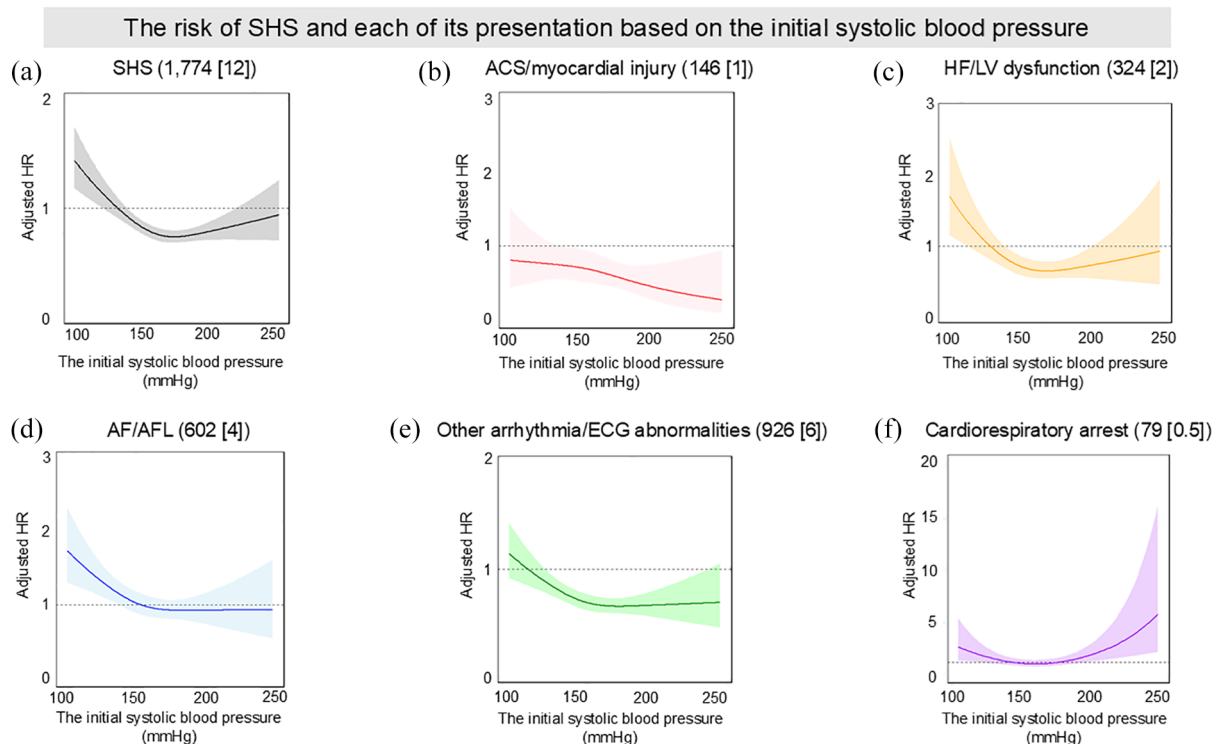 The risk of SHS and each of its presentation based on the initial systolic blood pressure
(a)
SHS (1,774 [12])
2
1
0
Adjusted HR
100 150 200 250
The initial systolic blood pressure
(mmHg)
(b)
ACS/myocardial injury (146 [1])
3
2
1
0
Adjusted HR
100 150 200 250
The initial systolic blood pressure
(mmHg)
(c)
HF/LV dysfunction (324 [2])
3
2
1
0
Adjusted HR
100 150 200 250
The initial systolic blood pressure
(mmHg)
(d)
AF/AFL (602 [4])
3
2
1
0
Adjusted HR
100 150 200 250
The initial systolic blood pressure
(mmHg)
(e)
Other arrhythmia/ECG abnormalities (926 [6])
2
1
0
Adjusted HR
100 150 200 250
The initial systolic blood pressure
(mmHg)
(f)
Cardiorespiratory arrest (79 [0.5])
20
15
10
5
0
Adjusted HR
100 150 200 250
The initial systolic blood pressure
(mmHg)